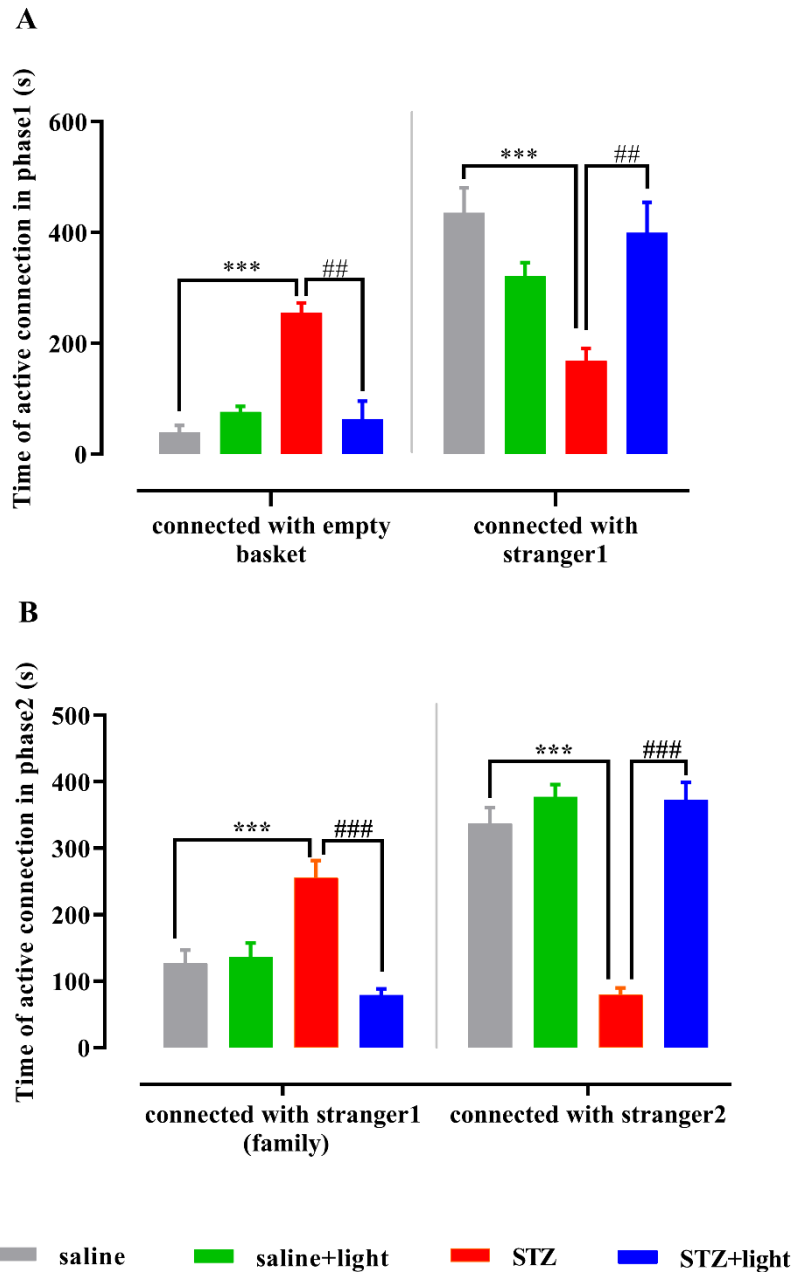 A
Time of active connection in phase1 (s)
600
400
200
0
***
##
***
##
connected with empty
basket
connected with
stranger1
B
Time of active connection in phase2 (s)
500
400
300
200
100
0
***
###
***
###
connected with stranger1
(family)
connected with stranger2
saline
saline+light
STZ
STZ+light